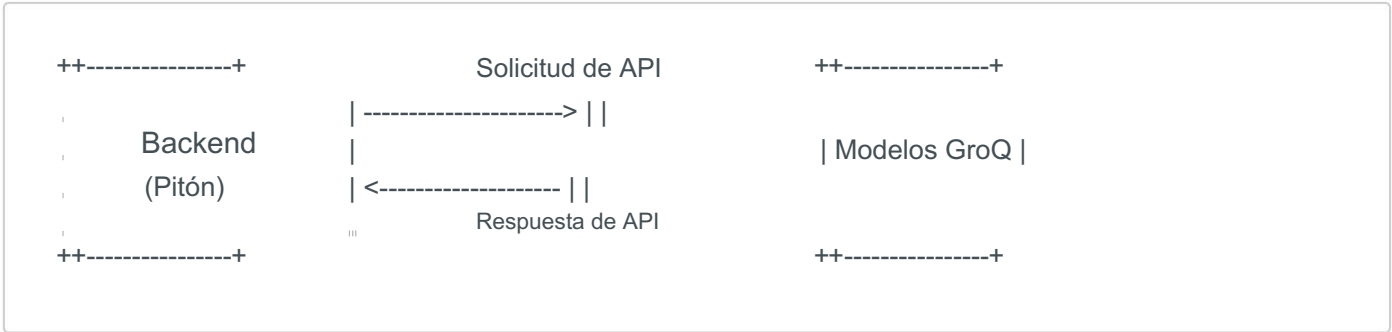 ++----------------+ Solicitud de API ++----------------+
| ----------------------> | |
Backend | | Modelos GroQ |
(Pitón) | <-------------------- | |
Respuesta de API
++----------------+ ++----------------+